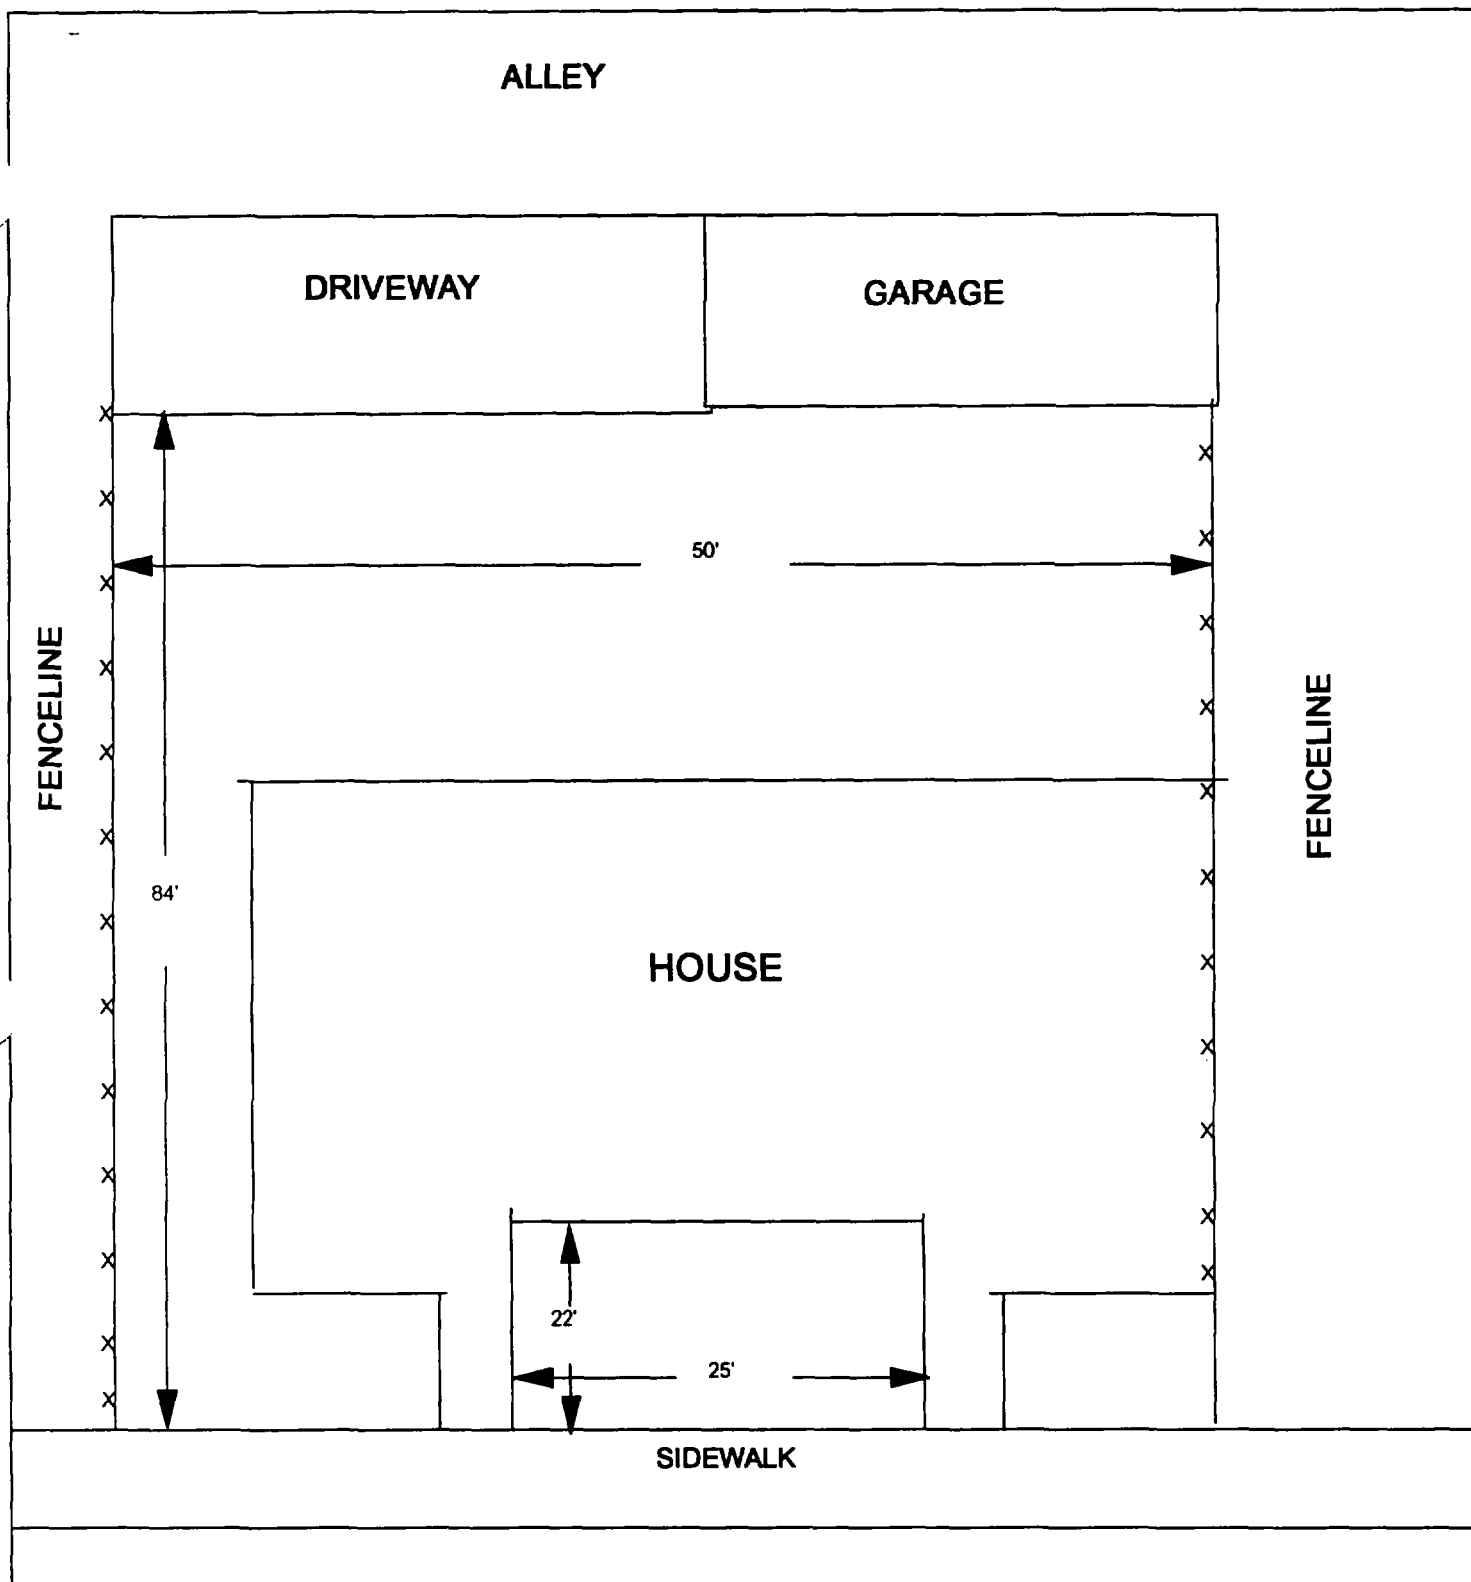 ALLEY
DRIVEWAY
GARAGE
50'
FENCELINE
FENCELINE
84'
HOUSE
22'
25'
SIDEWALK